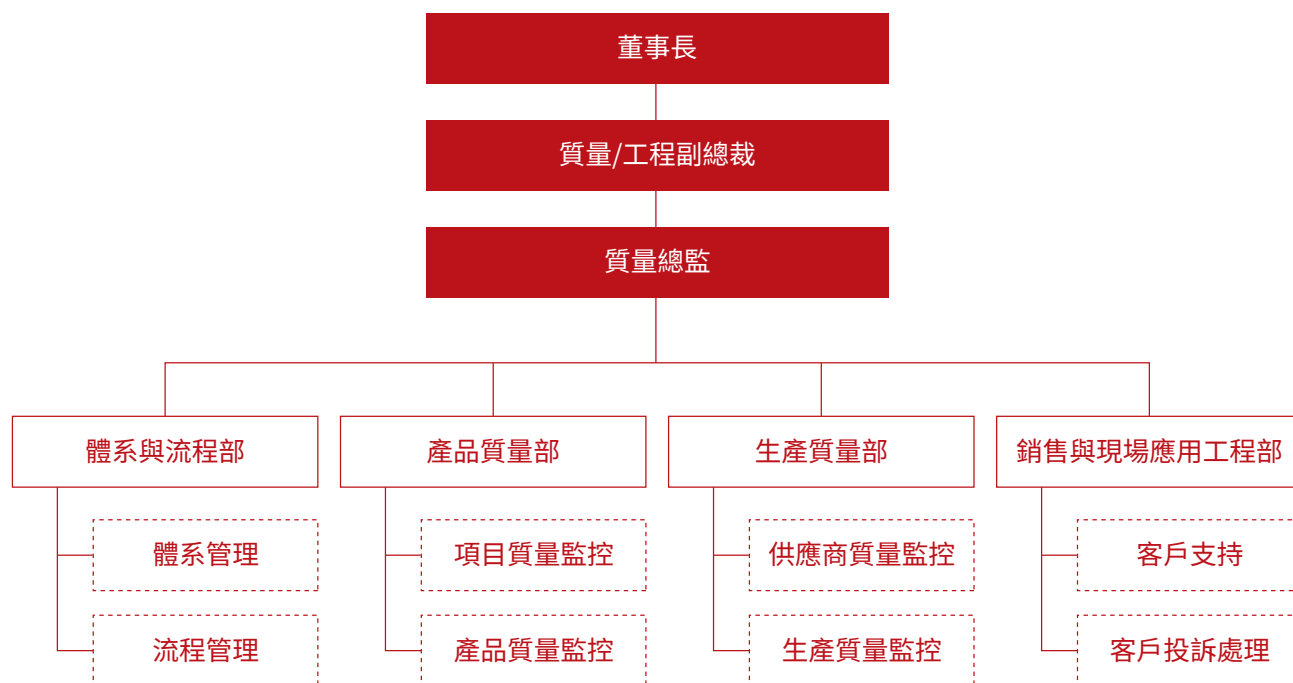 董事長
質量/工程副總裁
質量總監
體系與流程部
產品質量部
生產質量部
銷售與現場應用工程部
體系管理
項目質量監控
供應商質量監控
客戶支持
流程管理
產品質量監控
生產質量監控
客戶投訴處理